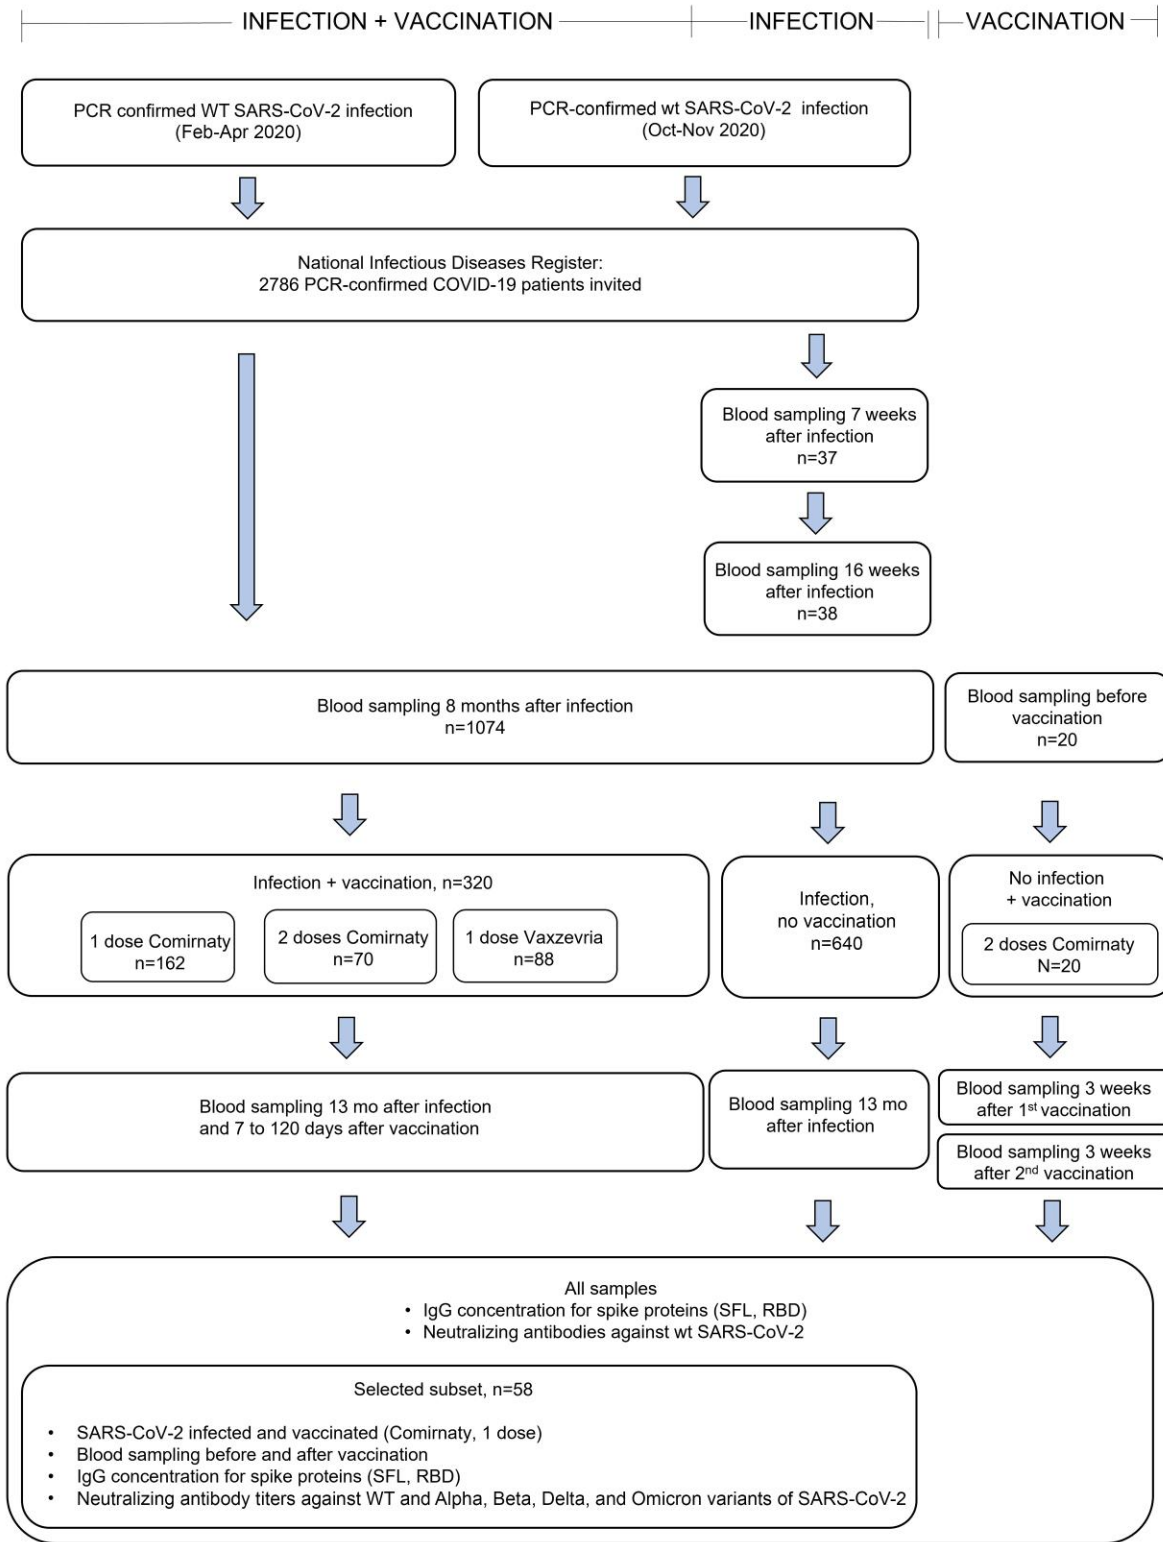 INFECTION + VACCINATION
INFECTION
VACCINATION
PCR confirmed WT SARS-CoV-2 infection
(Feb-Apr 2020)
PCR-confirmed wt SARS-CoV-2 infection
(Oct-Nov 2020)
National Infectious Diseases Register:
2786 PCR-confirmed COVID-19 patients invited
Blood sampling 7 weeks
after infection
n=37
Blood sampling 16 weeks
after infection
n=38
Blood sampling 8 months after infection
n=1074
Blood sampling before
vaccination
n=20
Infection + vaccination, n=320
1 dose Comirnaty
n=162
2 doses Comirnaty
n=70
1 dose Vaxzevria
n=88
Infection,
no vaccination
n=640
No infection
+ vaccination
2 doses Comirnaty
N=20
Blood sampling 13 mo after infection
and 7 to 120 days after vaccination
Blood sampling 13 mo
after infection
Blood sampling 3 weeks
after 1st vaccination
Blood sampling 3 weeks
after 2nd vaccination
All samples
• IgG concentration for spike proteins (SFL, RBD)
• Neutralizing antibodies against wt SARS-CoV-2
Selected subset, n=58
• SARS-CoV-2 infected and vaccinated (Comirnaty, 1 dose)
• Blood sampling before and after vaccination
• IgG concentration for spike proteins (SFL, RBD)
• Neutralizing antibody titers against WT and Alpha, Beta, Delta, and Omicron variants of SARS-CoV-2